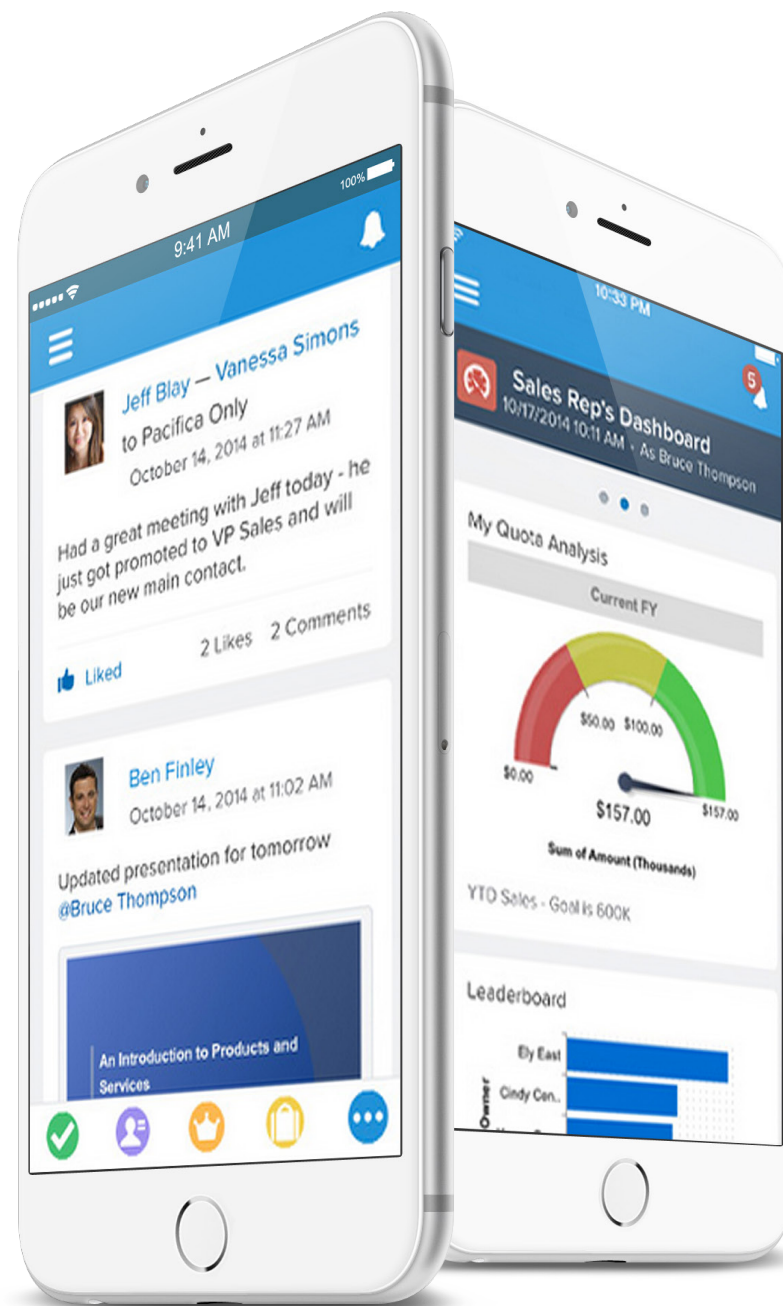 9:41 AM
100%
Jeff Blay — Vanessa Simons
to Pacifica Only
October 14, 2014 at 11:27 AM
Had a great meeting with Jeff today - he
just got promoted to VP Sales and will
be our new main contact.
Liked
2 Likes
2 Comments
Ben Finley
October 14, 2014 at 11:02 AM
Updated presentation for tomorrow
@Bruce Thompson
An Introduction to Products and
Services
10:33 PM
5
Sales Rep's Dashboard
10/17/2014 10:11 AM . As Bruce Thompson
My Quota Analysis
Current FY
$50.00
$100.00
$0.00
$157.00
$157.00
Sum of Amount (Thousands)
YTD Sales - Goal is 600K
Leaderboard
Ely East
Cindy Cen..
Owner